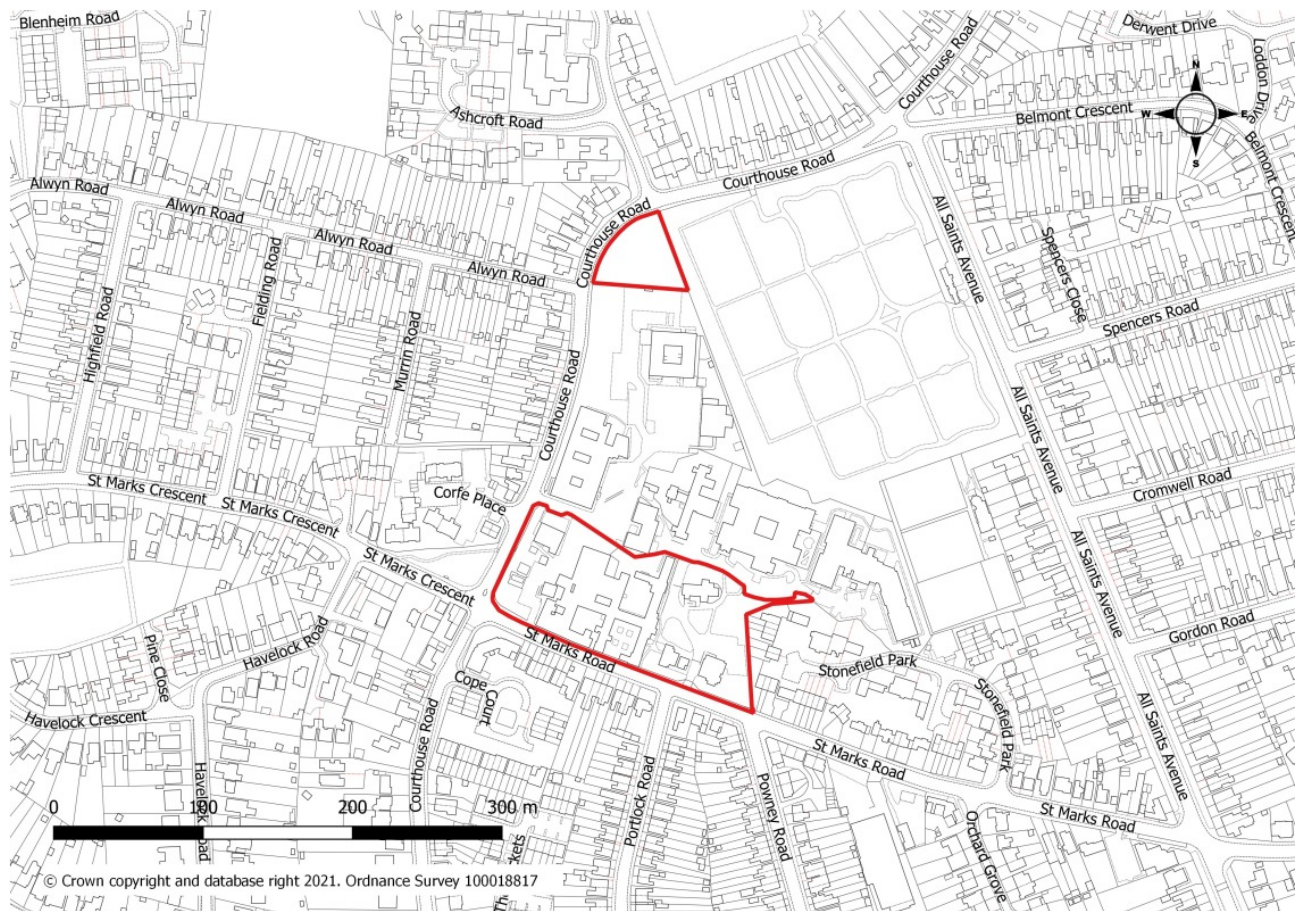 Blenheim Road
Courthouse Road
Derwent Drive
Loddon Drive
N
W
E
S
Belmont Crescent
Belmont Crescent
Ashcroft Road
Courthouse Road
Alwyn Road
Alwyn Road
Alwyn Road
Alwyn Road
Courthouse Road
All Saints Avenue
Spencers Close
Spencers Road
Highfield Road
Fielding Road
Murrin Road
Courthouse Road
All Saints Avenue
Cromwell Road
St Marks Crescent
St Marks Crescent
Corfe Place
St Marks Crescent
All Saints Avenue
Gordon Road
Pine Close
Havelock Road
St Marks Road
Stonefield Park
Stonefield Park
Cope Court
Havelock Crescent
Havelock Road
Courthouse Road
Portlock Road
Powney Road
St Marks Road
All Saints Avenue
St Marks Road
Orchard Grove
0 100 200 300 m
© Crown copyright and database right 2021. Ordnance Survey 100018817